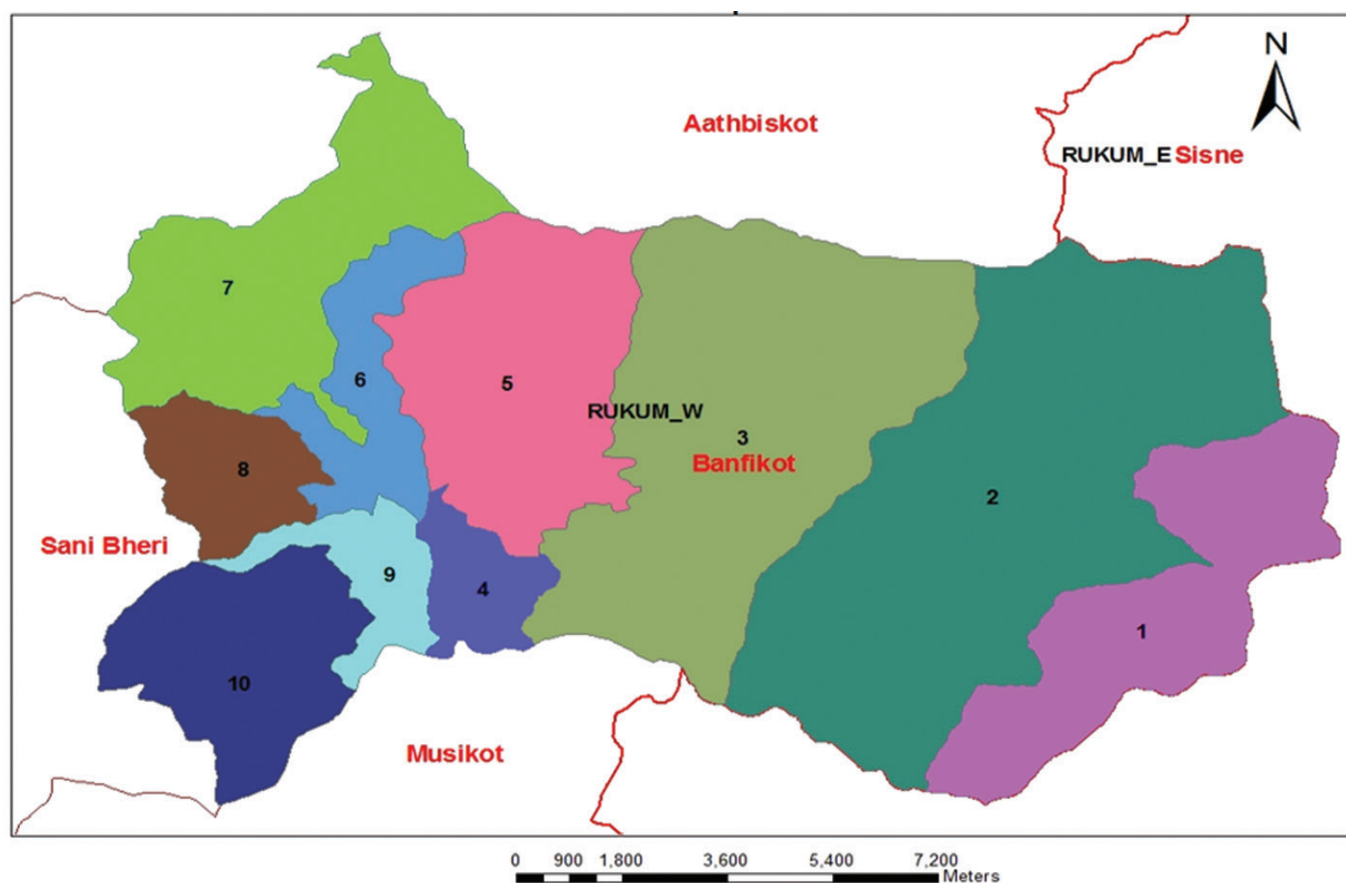 N
Aathbiskot
RUKUM_E Sisne
7
6
5
RUKUM_W
3
Banfikot
8
2
Sani Bheri
9
4
1
10
Musikot
0 900 1,800 3,600 5,400 7,200
Meters